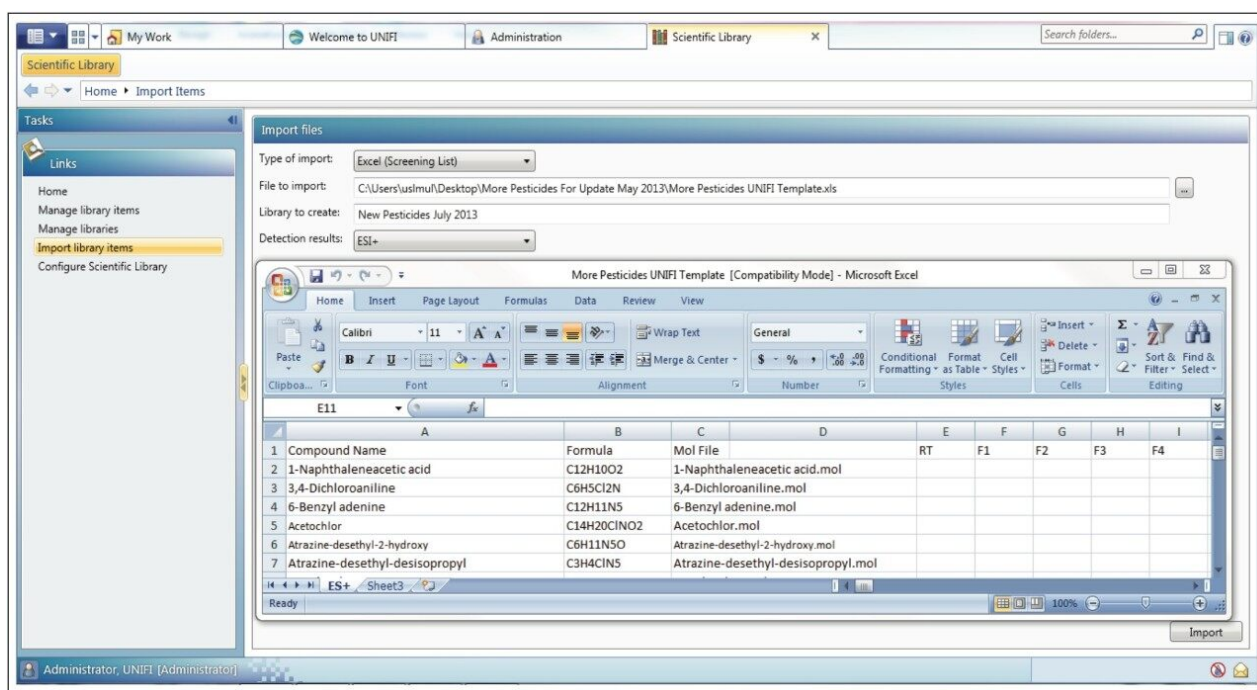 My Work
Welcome to UNIFI
Administration
Scientific Library
Search folders...
Scientific Library
Home Import Items
Tasks
Links
Home
Manage library items
Manage libraries
Import library items
Configure Scientific Library
Import files
Type of import: Excel (Screening List)
File to import: C:\Users\uslmul\Desktop\More Pesticides For Update May 2013\More Pesticides UNIFI Template.xls ...
Library to create: New Pesticides July 2013
Detection results: ESI+
More Pesticides UNIFI Template [Compatibility Mode] - Microsoft Excel
Home Insert Page Layout Formulas Data Review View
Calibri 11 A A Wrap Text General Insert Σ
Paste B I U A Merge & Center $ % , .0 .00 .00 .0 Conditional Formatting Format as Table Cell Styles Delete Format Sort & Filter Find & Select
Clipboa... Font Alignment Number Styles Cells Editing
E11 fx
A B C D E F G H I
1 Compound Name Formula Mol File RT F1 F2 F3 F4
2 1-Naphthaleneacetic acid C12H10O2 1-Naphthaleneacetic acid.mol
3 3,4-Dichloroaniline C6H5Cl2N 3,4-Dichloroaniline.mol
4 6-Benzyl adenine C12H11N5 6-Benzyl adenine.mol
5 Acetochlor C14H20ClNO2 Acetochlor.mol
6 Atrazine-desethyl-2-hydroxy C6H11N5O Atrazine-desethyl-2-hydroxy.mol
7 Atrazine-desethyl-desisopropyl C3H4ClN5 Atrazine-desethyl-desisopropyl.mol
ES+ Sheet3
Ready 100%
Import
Administrator, UNIFI [Administrator]